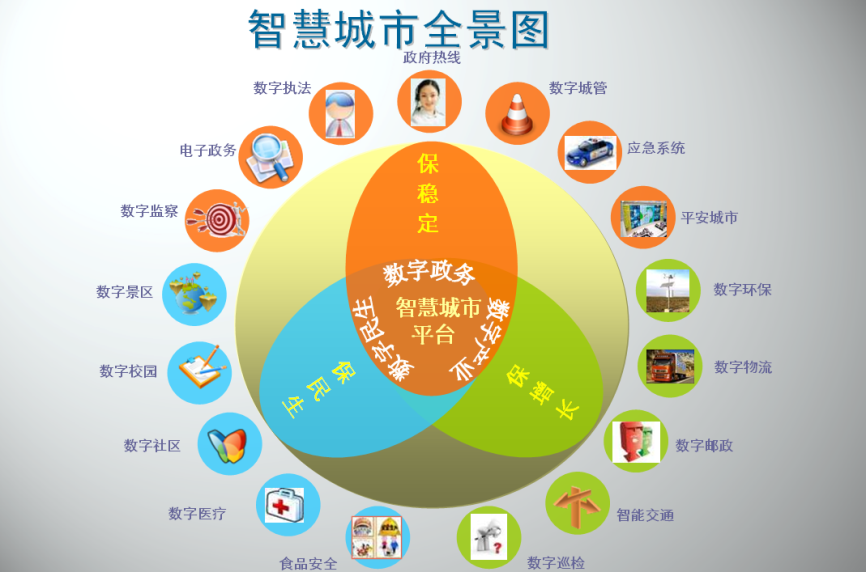 智慧城市全景图
政府热线
数字执法
数字城管
电子政务
应急系统
数字监察
平安城市
数字景区
数字环保
数字校园
数字物流
数字社区
数字邮政
数字医疗
智能交通
食品安全
数字巡检
保稳定
数字政务
智慧城市
平台
数字民生
数字产业
保民生
保增长
?